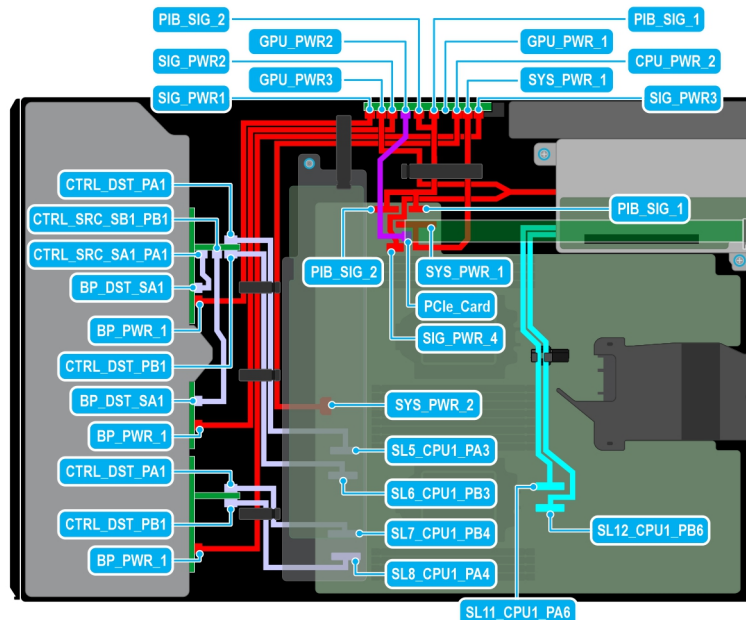 PIB_SIG_2
PIB_SIG_1
GPU_PWR2
GPU_PWR_1
SIG_PWR2
CPU_PWR_2
GPU_PWR3
SYS_PWR_1
SIG_PWR1
SIG_PWR3
CTRL_DST_PA1
CTRL_SRC_SB1_PB1
PIB_SIG_1
CTRL_SRC_SA1_PA1
PIB_SIG_2
SYS_PWR_1
BP_DST_SA1
PCIe_Card
BP_PWR_1
SIG_PWR_4
CTRL_DST_PB1
BP_DST_SA1
SYS_PWR_2
BP_PWR_1
SL5_CPU1_PA3
CTRL_DST_PA1
SL6_CPU1_PB3
CTRL_DST_PB1
SL7_CPU1_PB4
SL12_CPU1_PB6
BP_PWR_1
SL8_CPU1_PA4
SL11_CPU1_PA6